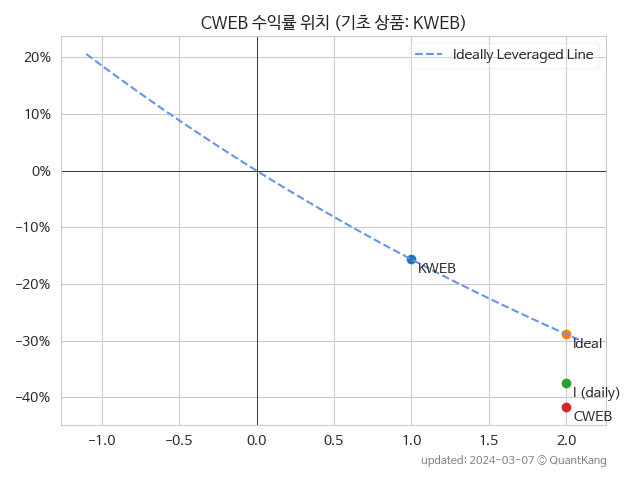 CWEB 수익률 위치 (기초 상품: KWEB)
Ideally Leveraged Line
20%
10%
0%
−10%
−20%
−30%
−40%
KWEB
Ideal
I (daily)
CWEB
−1.0
−0.5
0.0
0.5
1.0
1.5
2.0
updated: 2024-03-07 © QuantKang